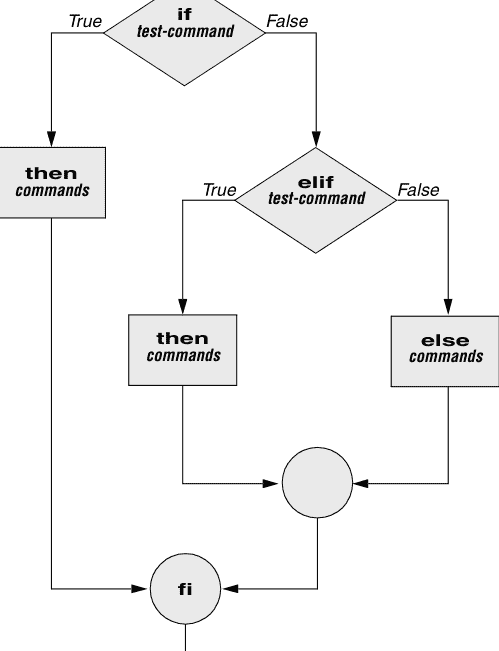 True
if
False
test-command
then
commands
True
elif
False
test-command
then
commands
else
commands
fi